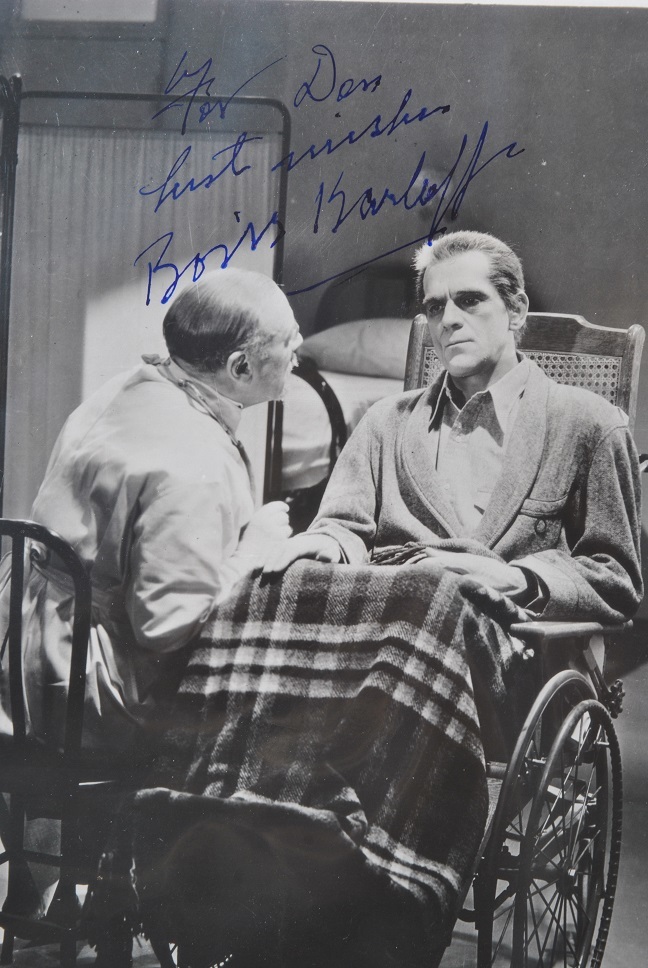 For Don
best wishes
Boris Karloff